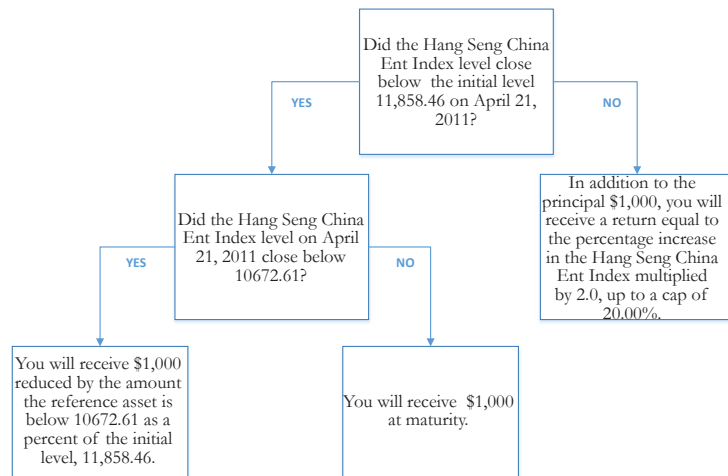 Did the Hang Seng China
Ent Index level close
below the initial level
11,858.46 on April 21,
2011?
YES
NO
Did the Hang Seng China
Ent Index level on April
21, 2011 close below
10672.61?
In addition to the
principal $1,000, you will
receive a return equal to
the percentage increase
in the Hang Seng China
Ent Index multiplied
by 2.0, up to a cap of
20.00%.
YES
NO
You will receive $1,000
reduced by the amount
the reference asset is
below 10672.61 as a
percent of the initial
level, 11,858.46.
You will receive $1,000
at maturity.